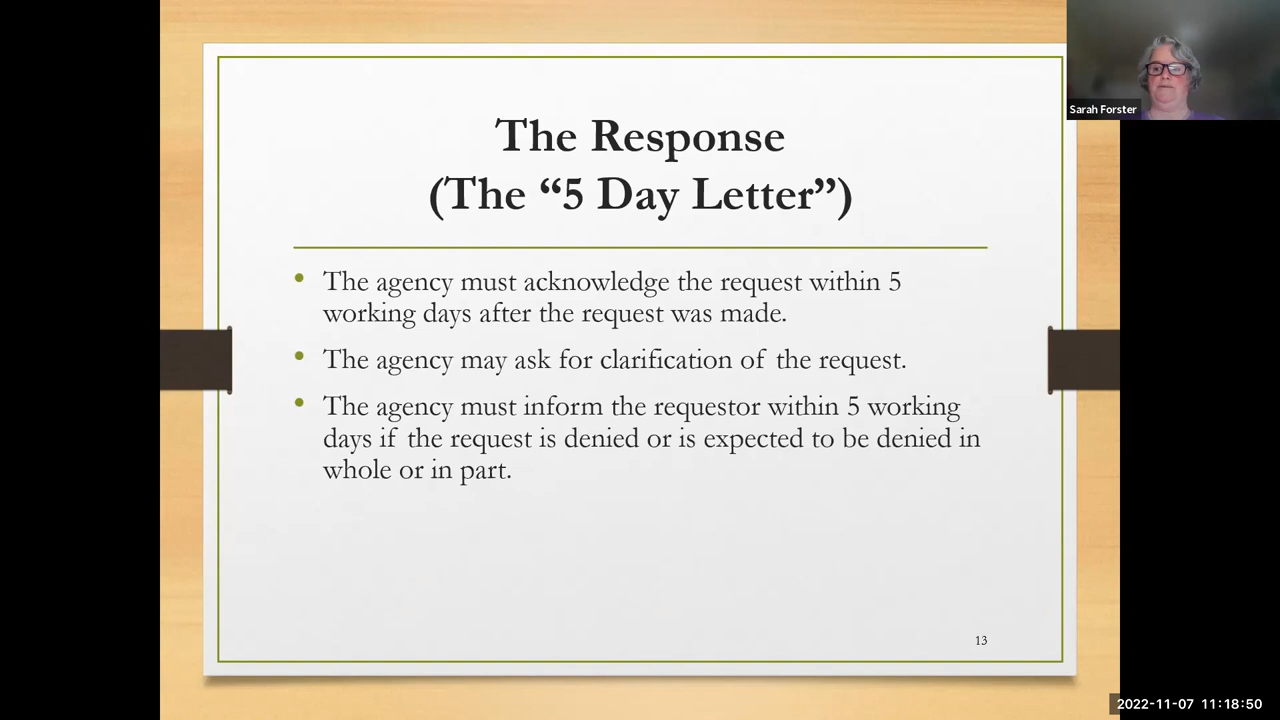 The Response
(The “5 Day Letter”)
• The agency must acknowledge the request within 5
working days after the request was made.
• The agency may ask for clarification of the request.
• The agency must inform the requestor within 5 working
days if the request is denied or is expected to be denied in
whole or in part.
13
Sarah Forster
2022-11-07 11:18:50